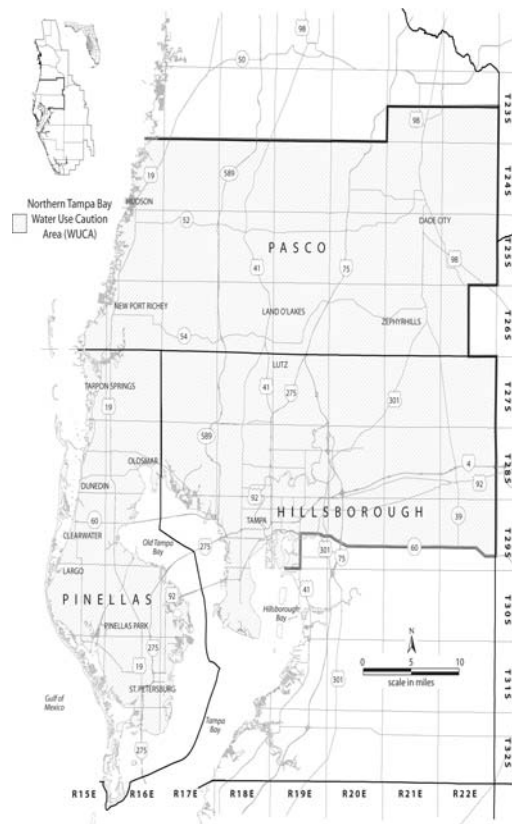 98
50
T23S
98
589
T24S
19
Northern Tampa Bay
Water Use Caution
Area (WUCA)
HUDSON
52
DADE CITY
PASCO
T25S
41
75
98
NEW PORT RICHEY
LAND O'LAKES
ZEPHYRHILLS
T26S
54
LUTZ
TARPON SPRINGS
41
275
19
301
T27S
589
OLDSMAR
4
T28S
DUNEDIN
92
92
HILLSBOROUGH
60
TAMPA
39
CLEARWATER
Old Tampa
Bay
275
301
60
T29S
75
LARGO
PINELLAS
92
41
Hillsborough
Bay
T30S
PINELLAS PARK
N
275
0 5 10
scale in miles
19
301
T31S
ST. PETERSBURG
Gulf of
Mexico
Tampa
Bay
275
T32S
R15E R16E R17E R18E R19E R20E R21E R22E